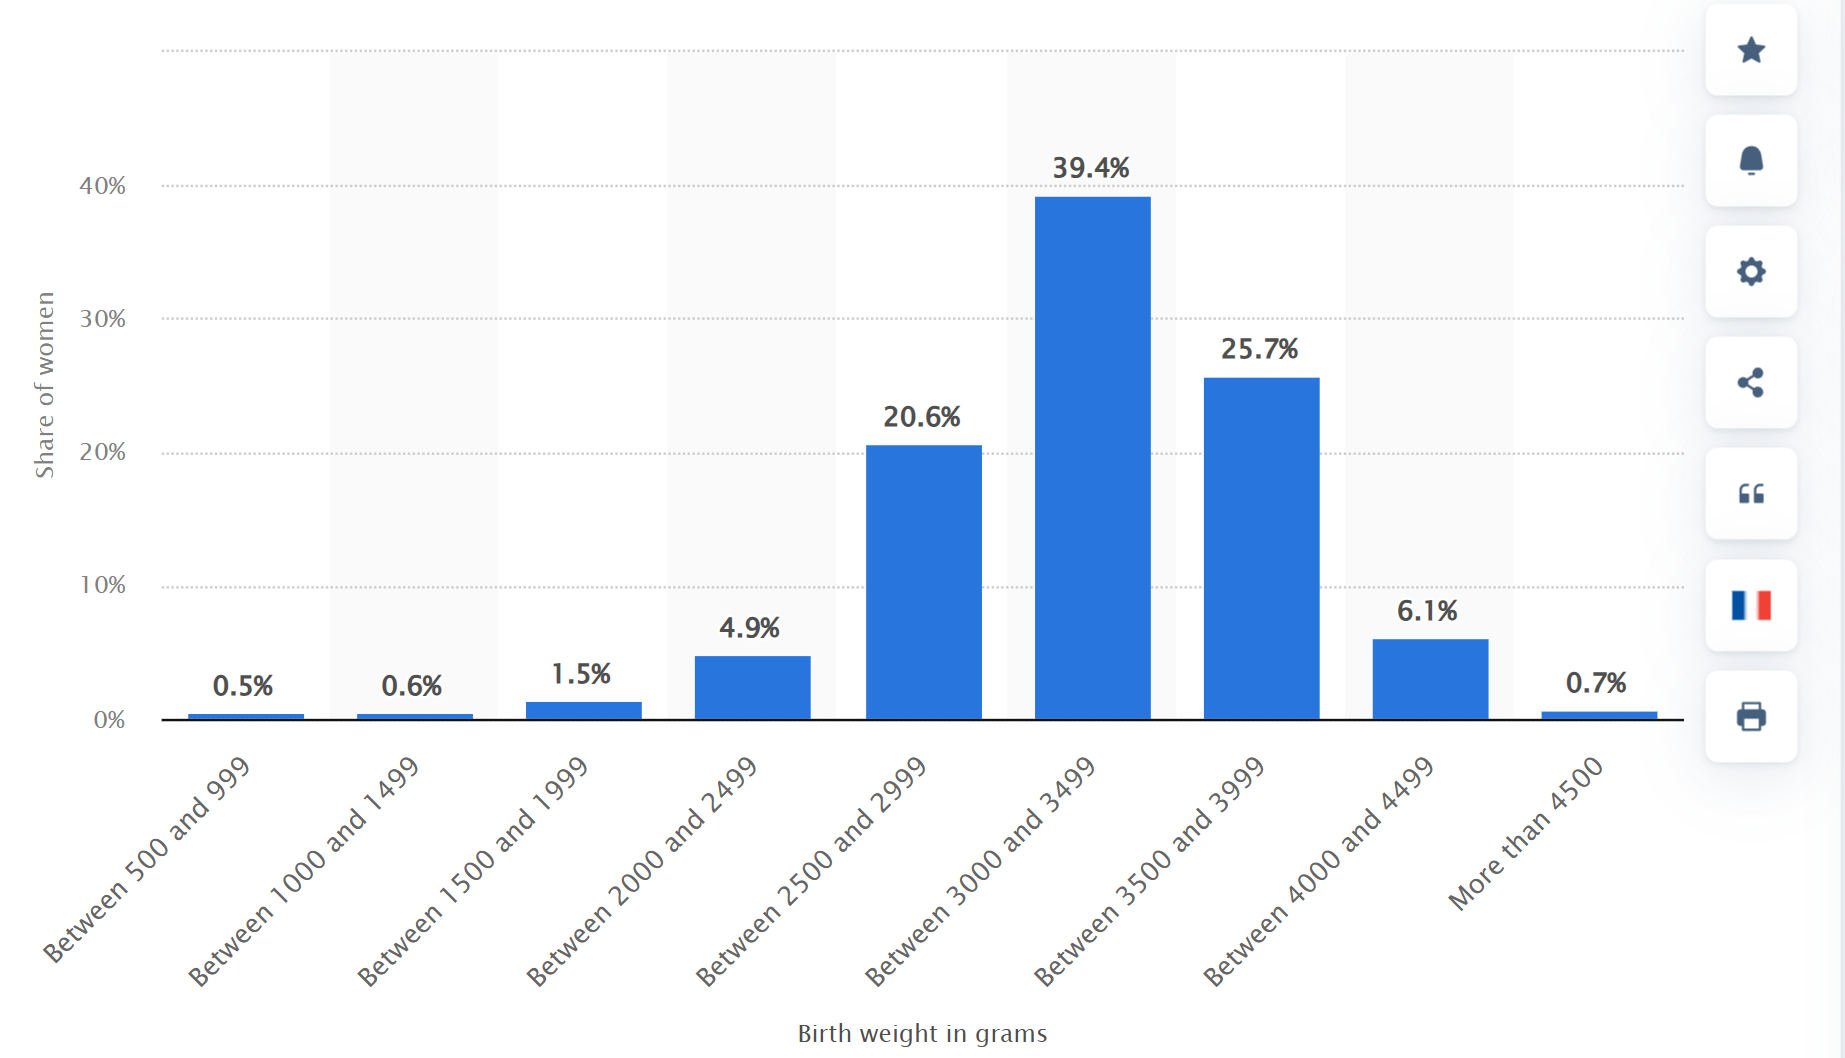 40%
30%
20%
10%
0%
Share of women
0.5%
0.6%
1.5%
4.9%
20.6%
39.4%
25.7%
6.1%
0.7%
Between 500 and 999
Between 1000 and 1499
Between 1500 and 1999
Between 2000 and 2499
Between 2500 and 2999
Between 3000 and 3499
Between 3500 and 3999
Between 4000 and 4499
More than 4500
Birth weight in grams